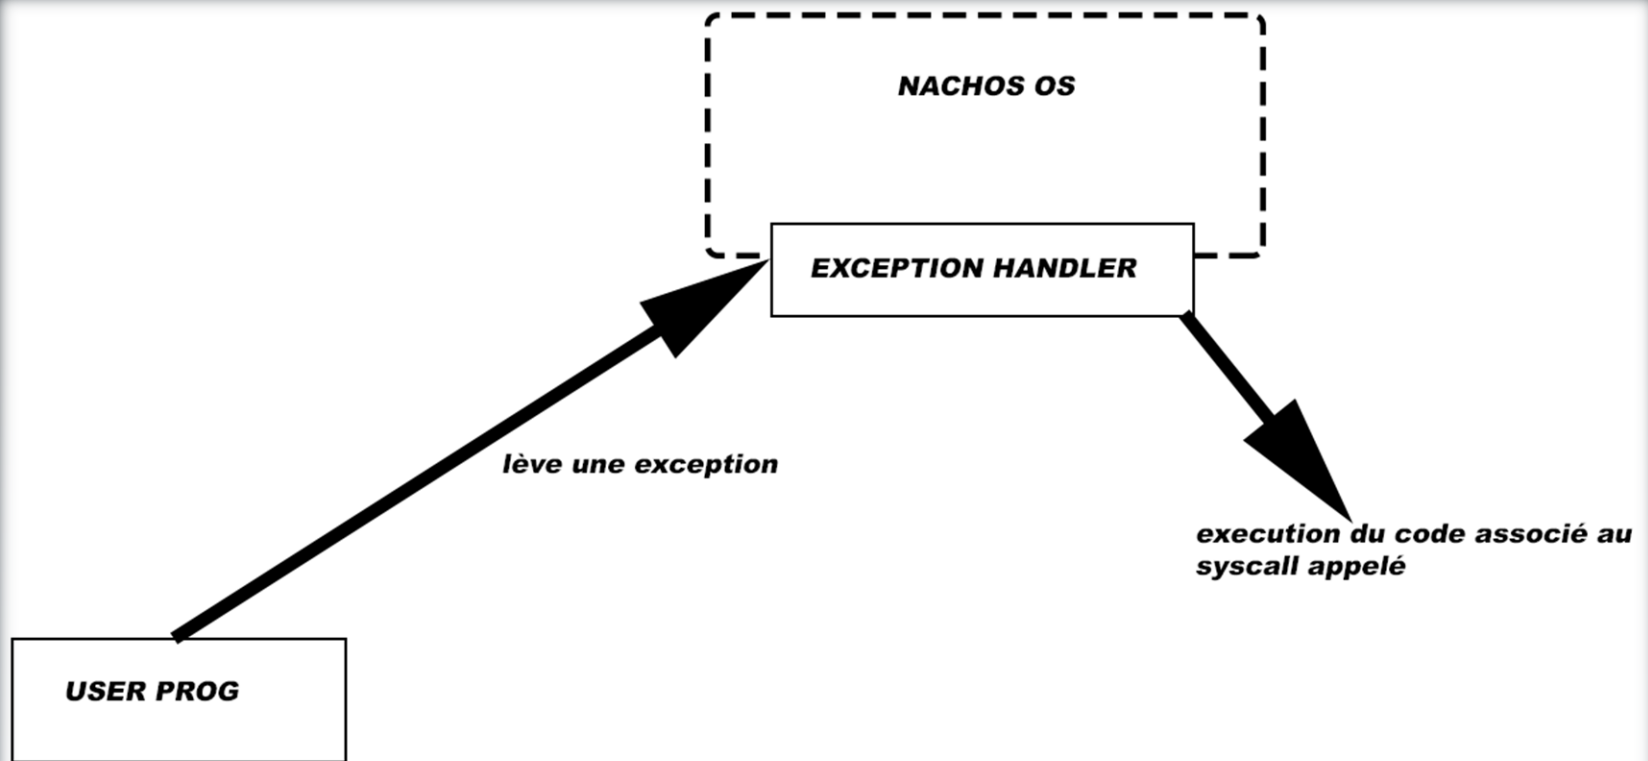 NACHOS OS
EXCEPTION HANDLER
lève une exception
execution du code associé au
syscall appelé
USER PROG